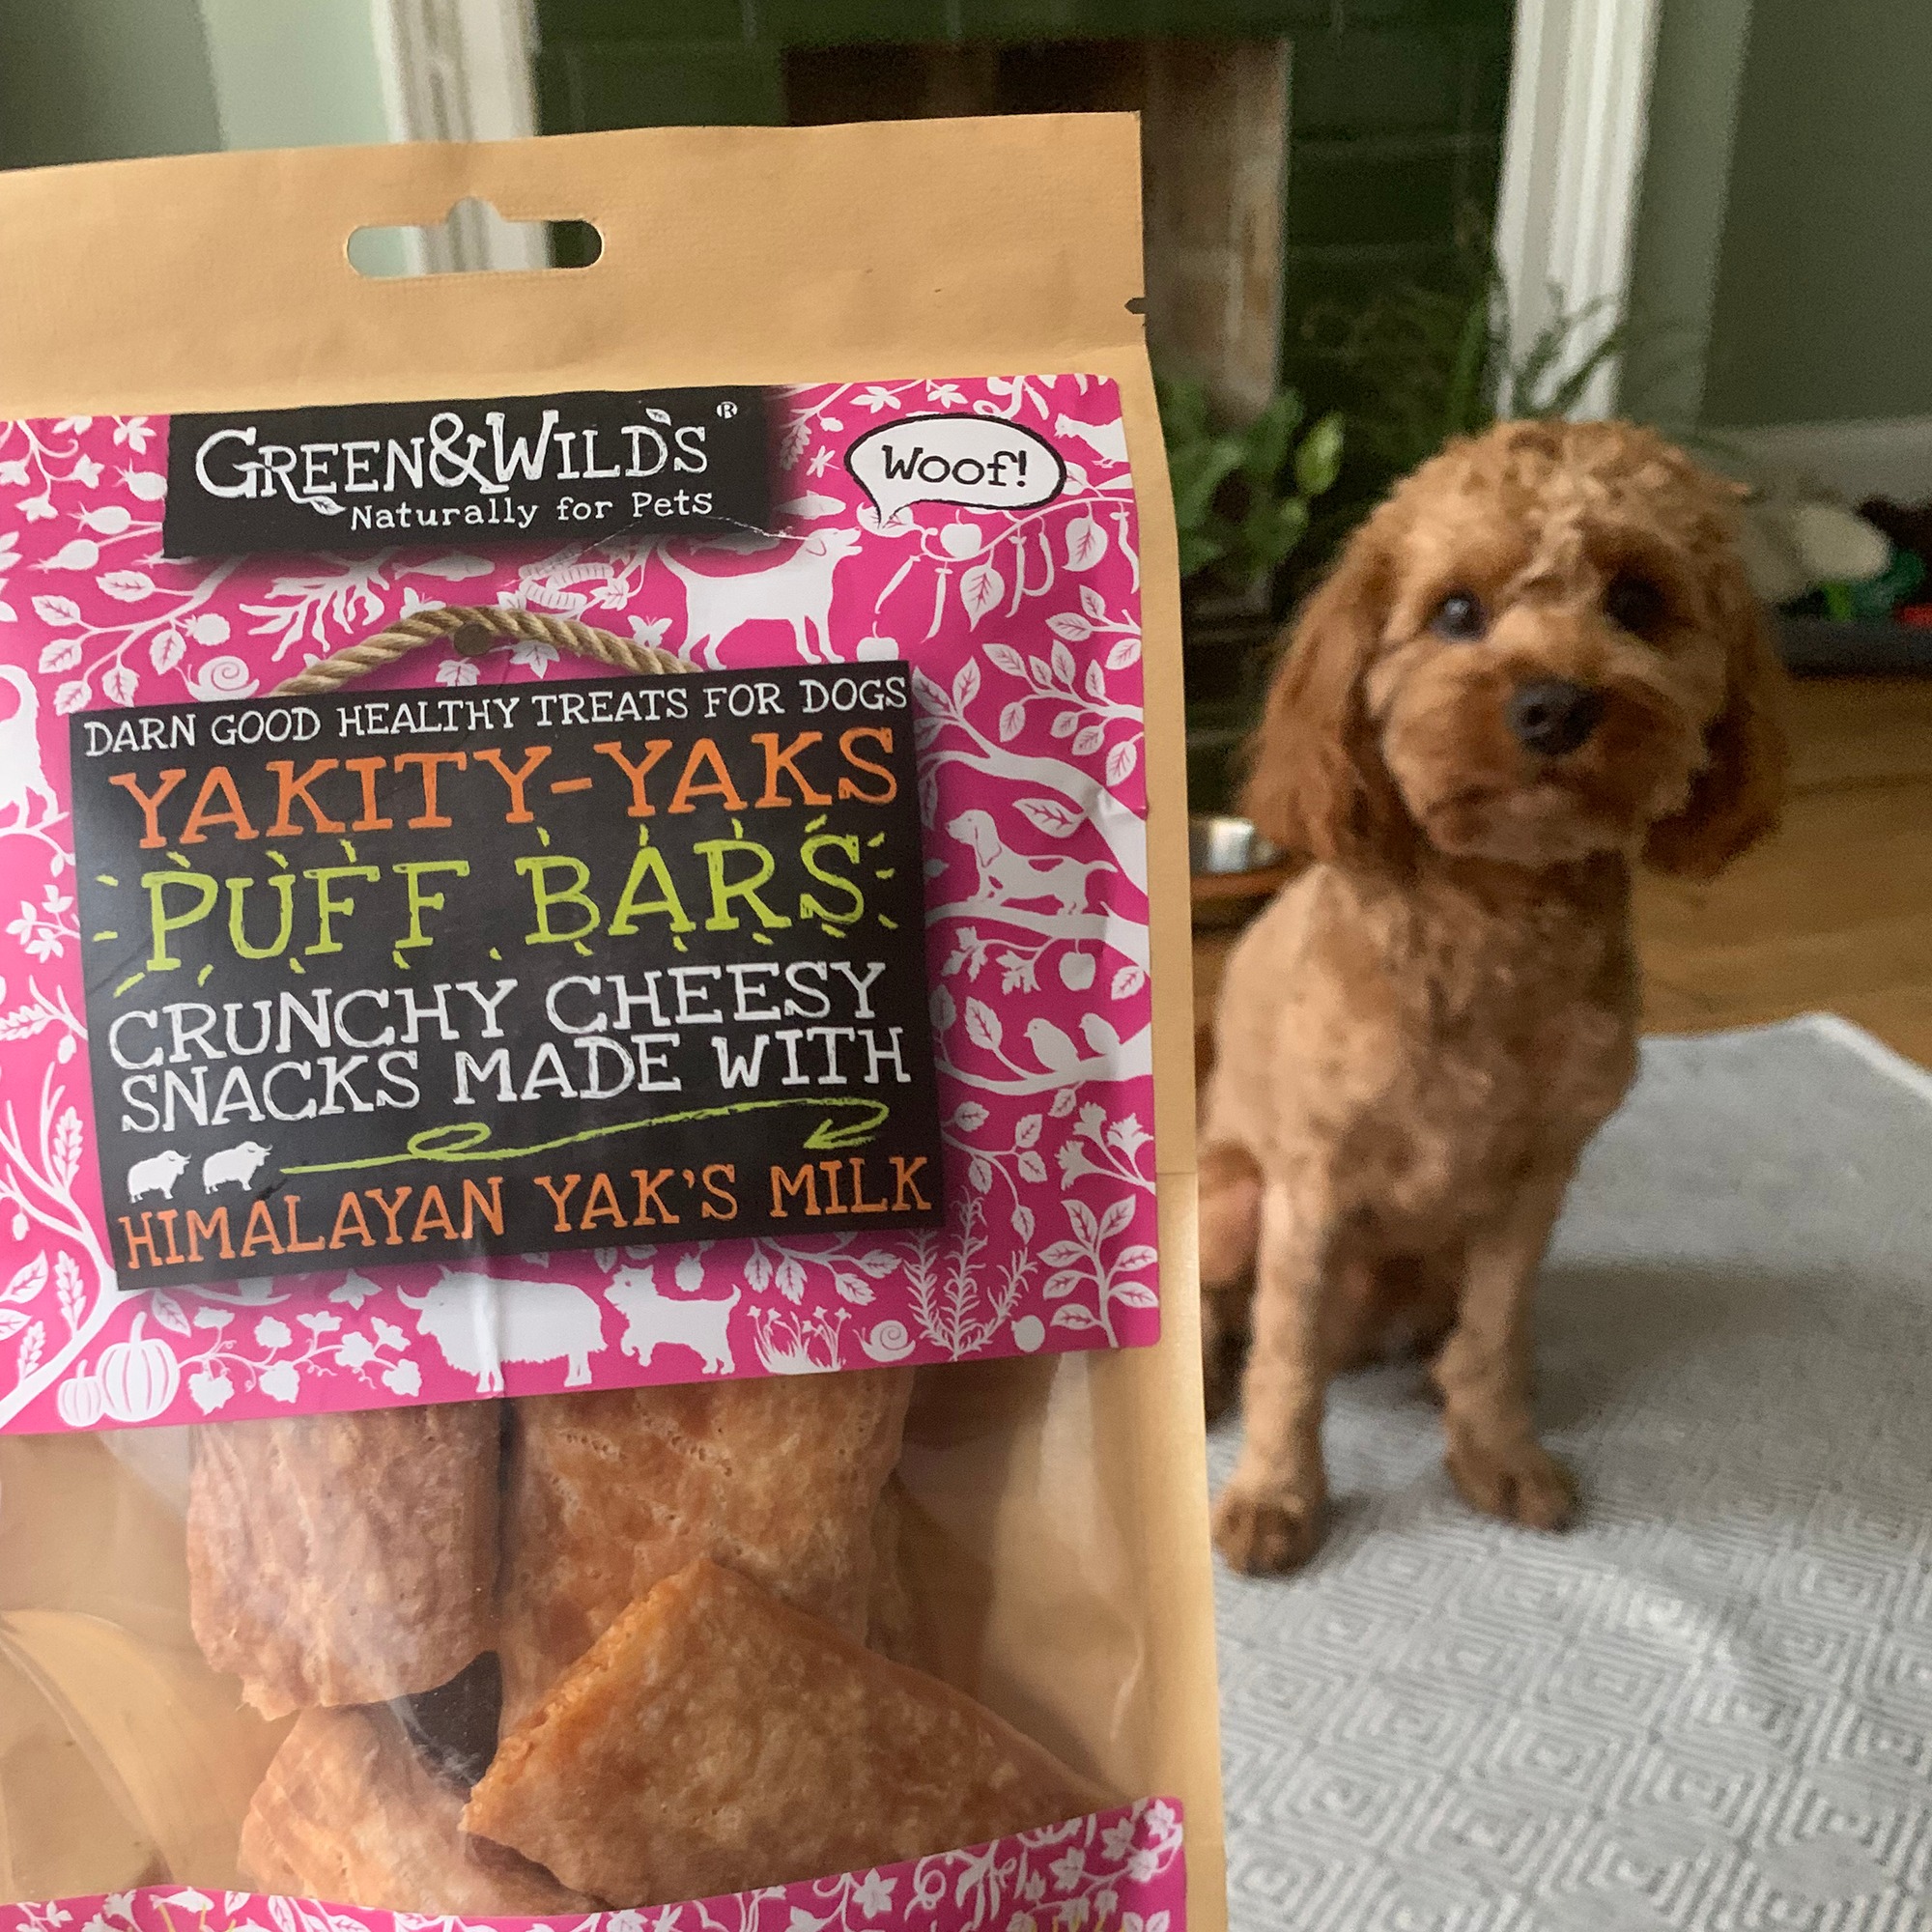 GREEN&WILD'S®
Naturally for Pets
Woof!
DARN GOOD HEALTHY TREATS FOR DOGS
YAKITY-YAKS
PUFF BARS
CRUNCHY CHEESY
SNACKS MADE WITH
HIMALAYAN YAK'S MILK